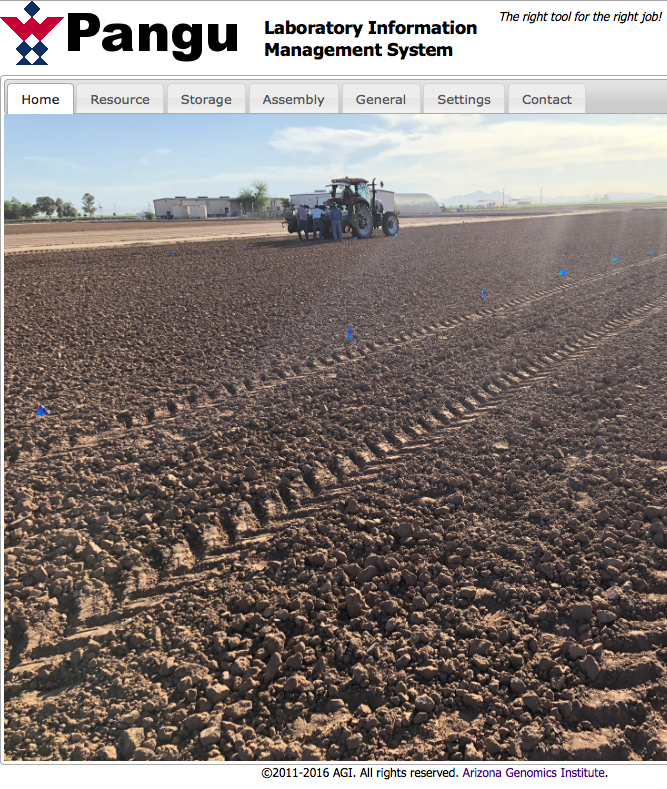 Pangu
Laboratory Information
Management System
The right tool for the right job!
Home Resource Storage Assembly General Settings Contact
©2011-2016 AGI. All rights reserved. Arizona Genomics Institute.